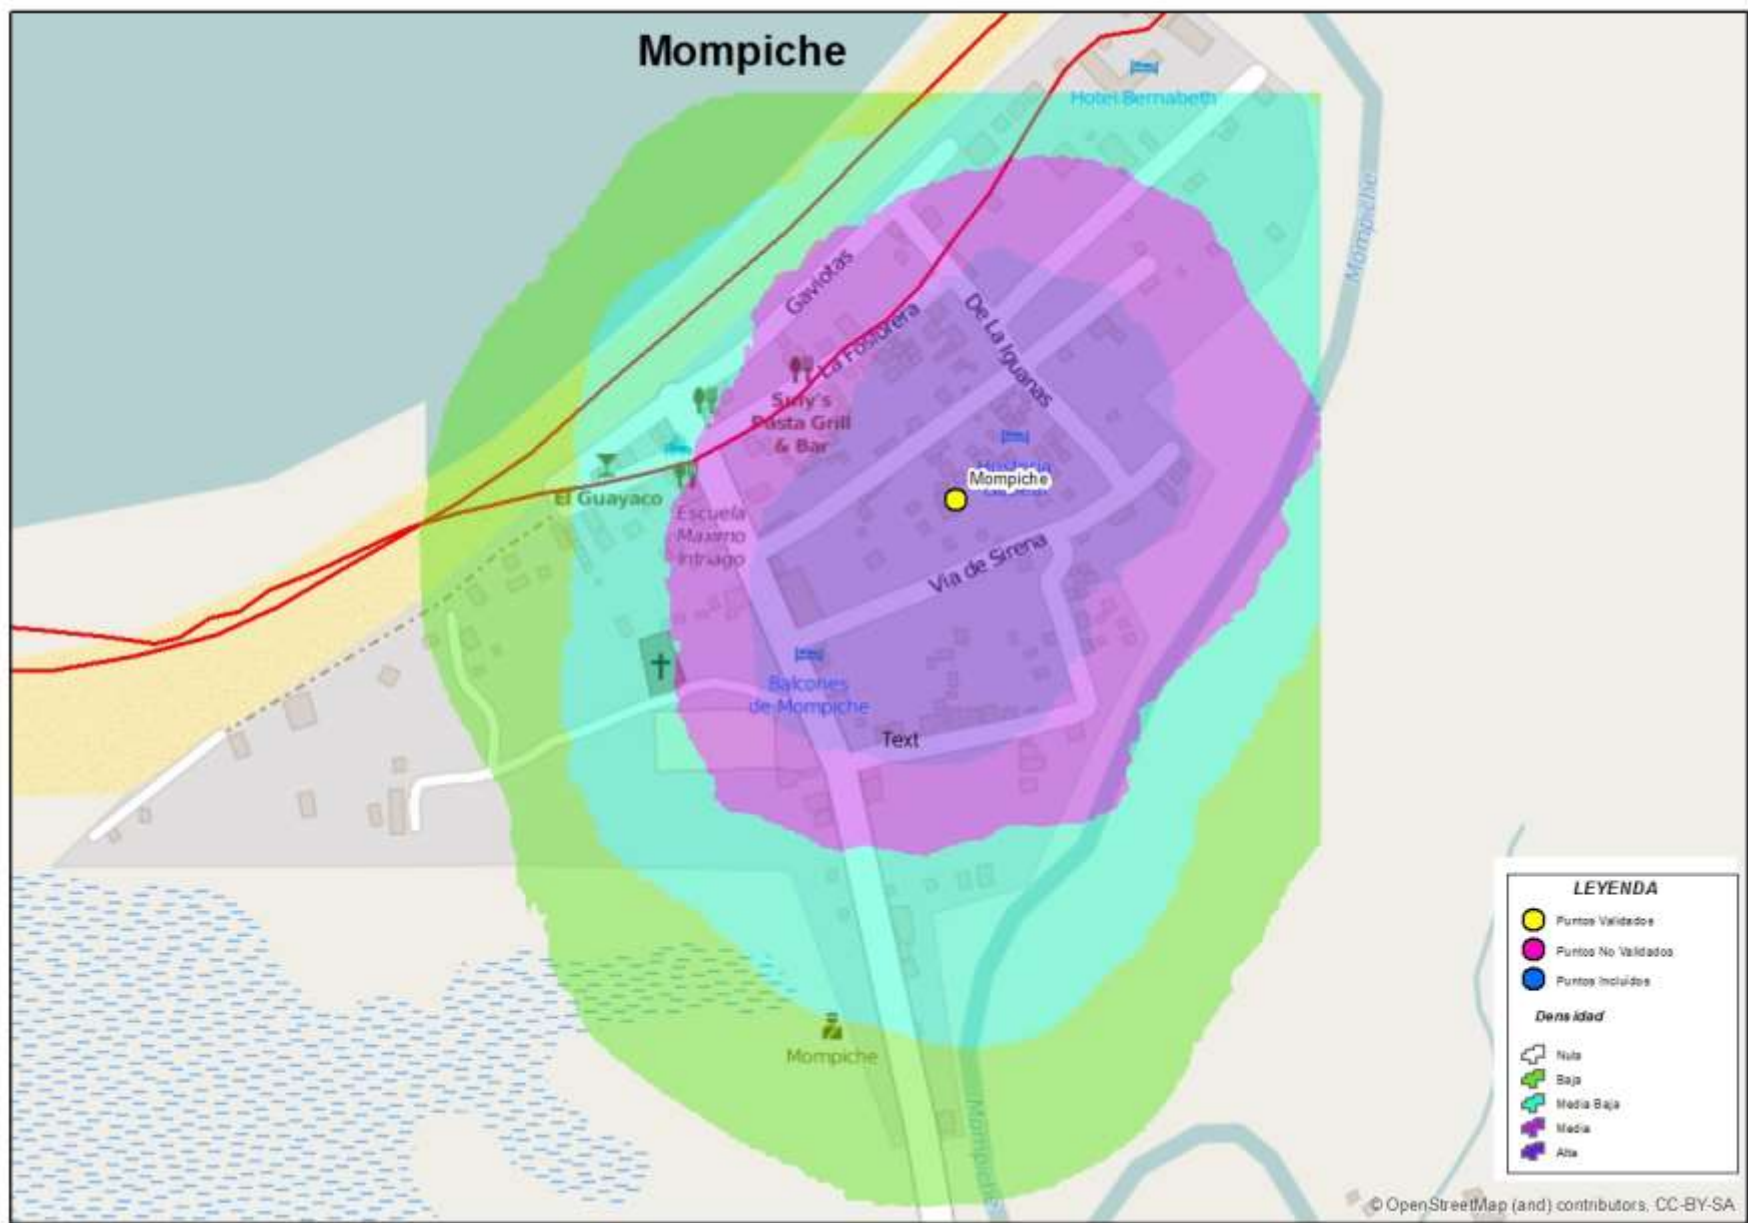 Mompiche
Hotel Bernabeth
Mompiche
Gaviotas
La Fosforera
De La Iguanas
Suly's
Pasta Grill
& Bar
El Guayaco
Escuela
Maximo
Intriago
Mompiche
Via de Sirena
Balcones
de Mompiche
Text
Mompiche
Mompiche
LEYENDA
Puntos Validados
Puntos No Validados
Puntos Incluidos
Densidad
Nula
Baja
Media Baja
Media
Alta
© OpenStreetMap (and) contributors, CC-BY-SA